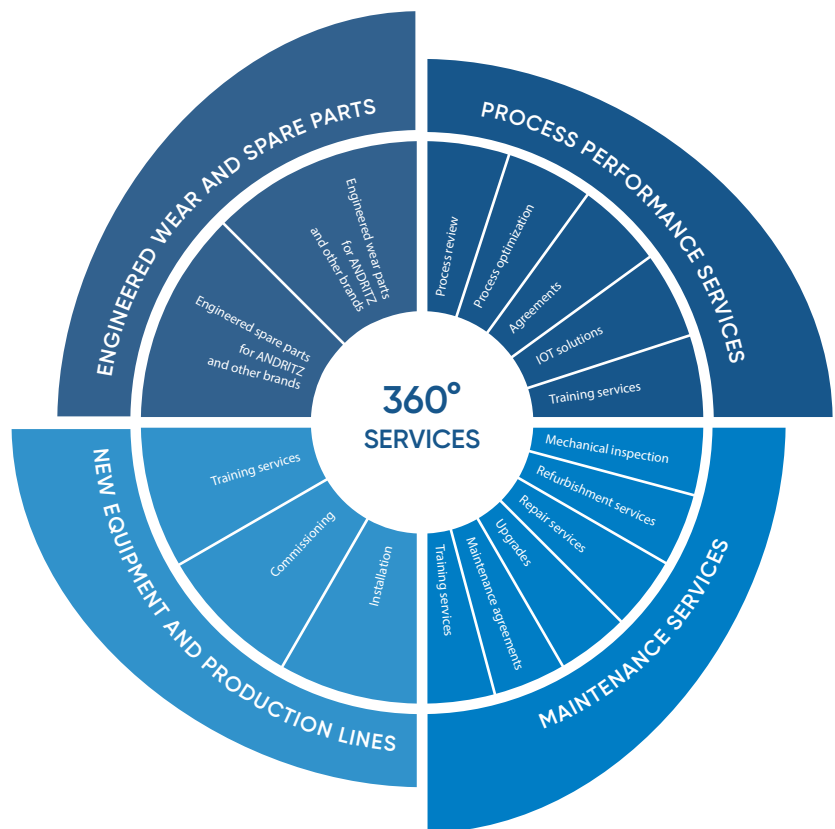 ENGINEERED WEAR AND SPARE PARTS
Engineered spare parts
for ANDRITZ
and other brands
Engineered wear parts
for ANDRITZ
and other brands
PROCESS PERFORMANCE SERVICES
Process review
Process optimization
Agreements
IOT solutions
Training services
360°
SERVICES
MAINTENANCE SERVICES
Mechanical inspection
Refurbishment services
Repair services
Upgrades
Maintenance agreements
Training services
NEW EQUIPMENT AND PRODUCTION LINES
Training services
Commissioning
Installation